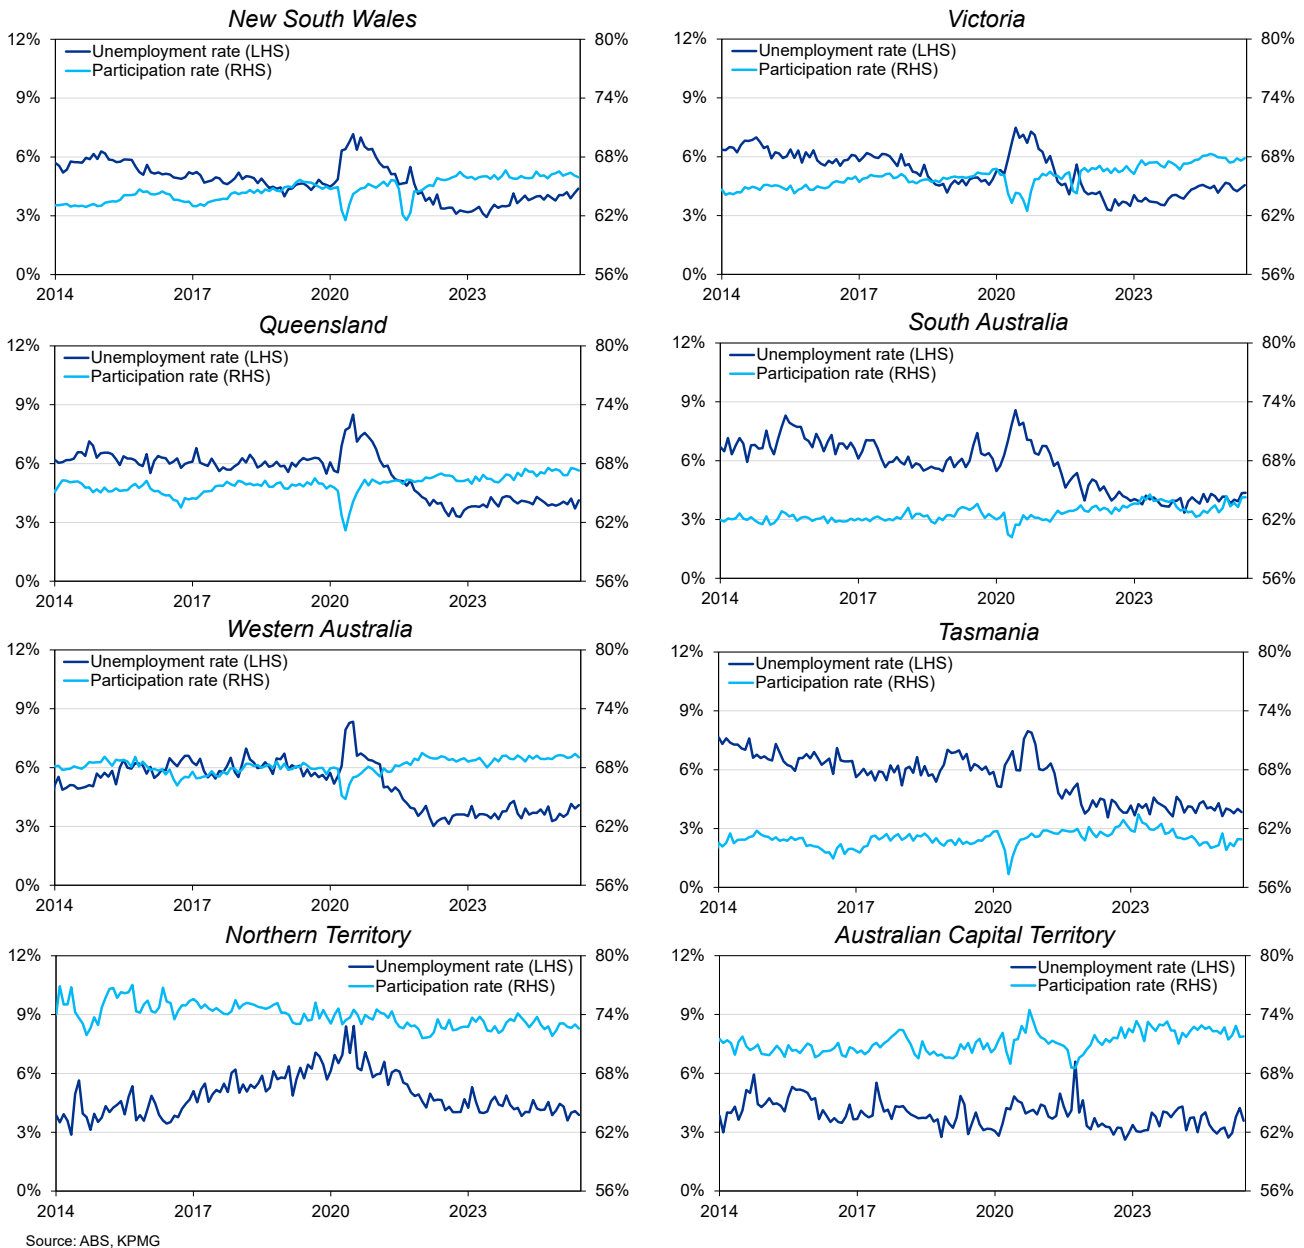 New South Wales
Unemployment rate (LHS)
Participation rate (RHS)
12%
9%
6%
3%
0%
80%
74%
68%
62%
56%
2014 2017 2020 2023
Victoria
Unemployment rate (LHS)
Participation rate (RHS)
12%
9%
6%
3%
0%
80%
74%
68%
62%
56%
2014 2017 2020 2023
Queensland
Unemployment rate (LHS)
Participation rate (RHS)
12%
9%
6%
3%
0%
80%
74%
68%
62%
56%
2014 2017 2020 2023
South Australia
Unemployment rate (LHS)
Participation rate (RHS)
12%
9%
6%
3%
0%
80%
74%
68%
62%
56%
2014 2017 2020 2023
Western Australia
Unemployment rate (LHS)
Participation rate (RHS)
12%
9%
6%
3%
0%
80%
74%
68%
62%
56%
2014 2017 2020 2023
Tasmania
Unemployment rate (LHS)
Participation rate (RHS)
12%
9%
6%
3%
0%
80%
74%
68%
62%
56%
2014 2017 2020 2023
Northern Territory
Unemployment rate (LHS)
Participation rate (RHS)
12%
9%
6%
3%
0%
80%
74%
68%
62%
56%
2014 2017 2020 2023
Australian Capital Territory
Unemployment rate (LHS)
Participation rate (RHS)
12%
9%
6%
3%
0%
80%
74%
68%
62%
56%
2014 2017 2020 2023
Source: ABS, KPMG